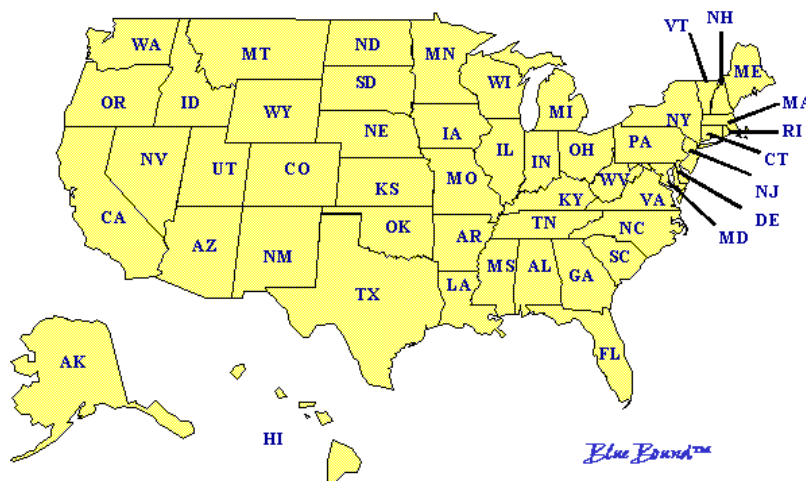 NH
VT
WA
MT
ND
MN
ME
OR
ID
SD
WI
MI
MA
WY
NY
RI
NE
IA
PA
CT
NV
UT
CO
IL
IN
OH
NJ
KS
MO
WV
VA
KY
DE
CA
MD
AZ
NM
OK
AR
TN
NC
SC
MS
AL
GA
TX
LA
FL
AK
HI
Blue Bound™